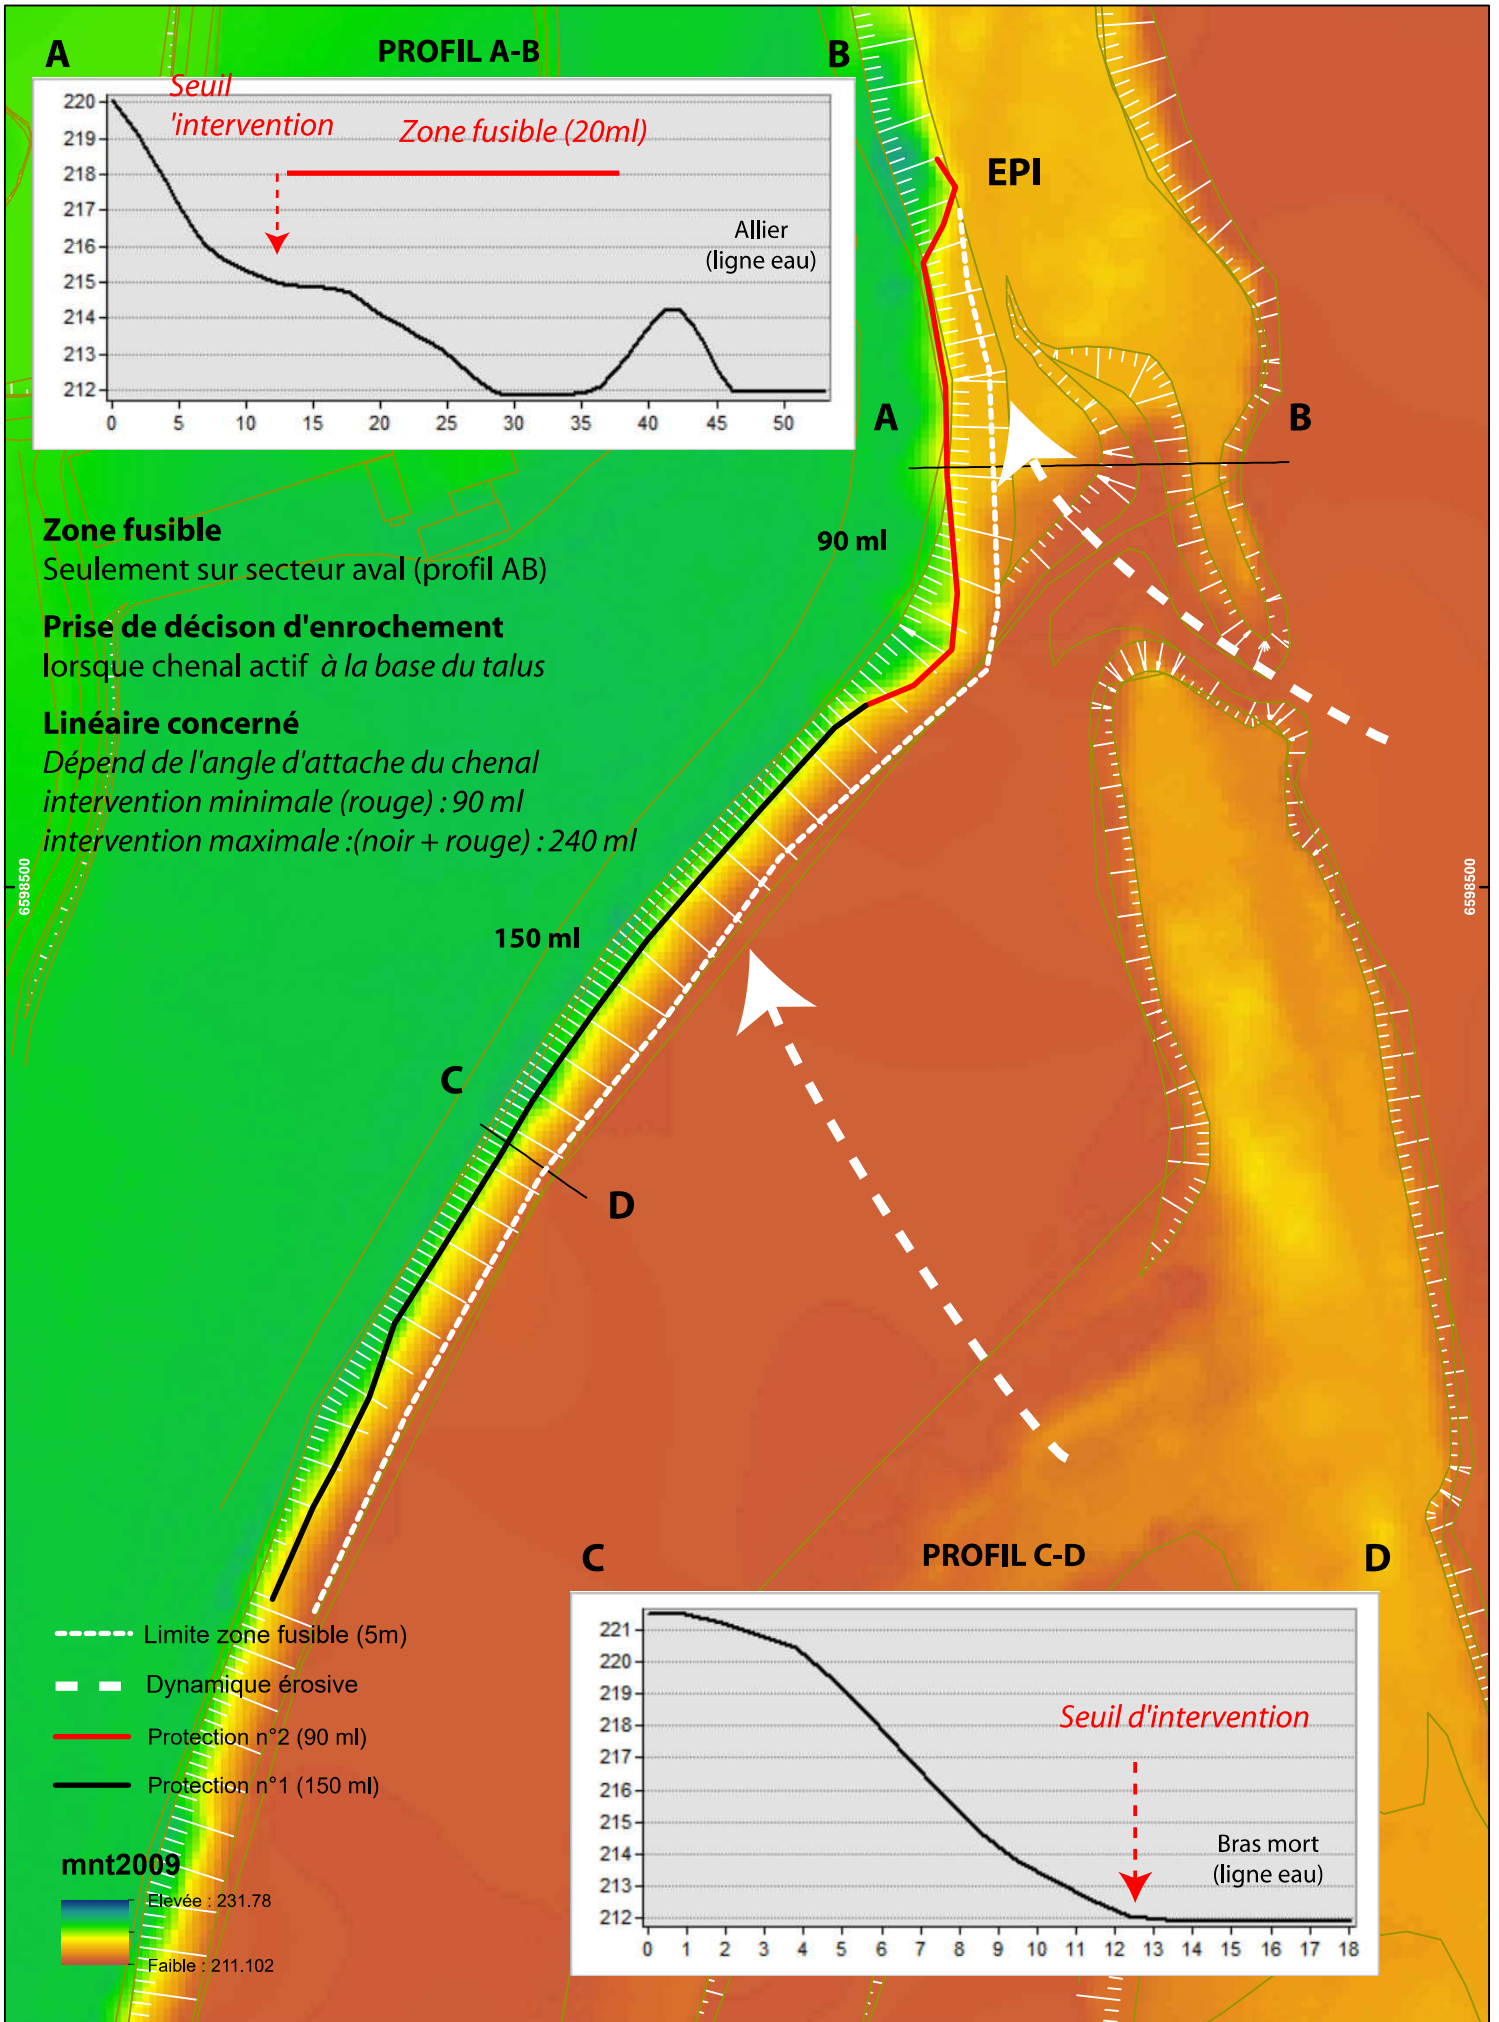 A
PROFIL A-B
B
Seuil
'intervention
Zone fusible (20ml)
Allier
(ligne eau)
220
219
218
217
216
215
214
213
212
0 5 10 15 20 25 30 35 40 45 50
EPI
A
B
90 ml
Zone fusible
Seulement sur secteur aval (profil AB)
Prise de décison d'enrochement
lorsque chenal actif à la base du talus
Linéaire concerné
Dépend de l'angle d'attache du chenal
intervention minimale (rouge) : 90 ml
intervention maximale :(noir + rouge) : 240 ml
6598500
6598500
150 ml
C
D
C
PROFIL C-D
D
221
220
219
218
217
216
215
214
213
212
0 1 2 3 4 5 6 7 8 9 10 11 12 13 14 15 16 17 18
Seuil d'intervention
Bras mort
(ligne eau)
Limite zone fusible (5m)
Dynamique érosive
Protection n°2 (90 ml)
Protection n°1 (150 ml)
mnt2009
Elevée : 231.78
Faible : 211.102